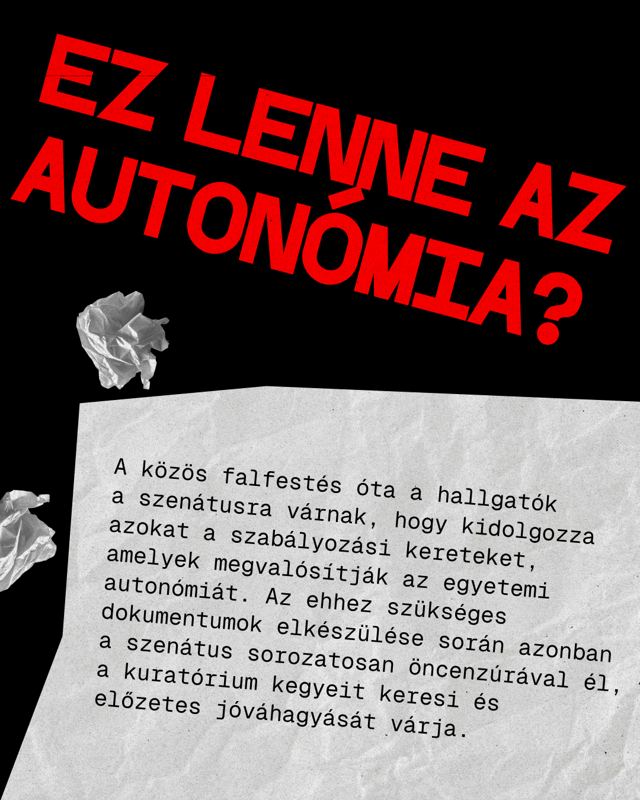 EZ LENNE AZ
AUTONÓMIA?
A közös falfestés óta a hallgatók
a szenátusra várnak, hogy kidolgozza
azokat a szabályozási kereteket,
amelyek megvalósítják az egyetemi
autonómiát. Az ehhez szükséges
dokumentumok elkészülése során azonban
a szenátus sorozatosan öncenzúrával él,
a kuratórium kegyeit keresi és
előzetes jóváhagyását várja.